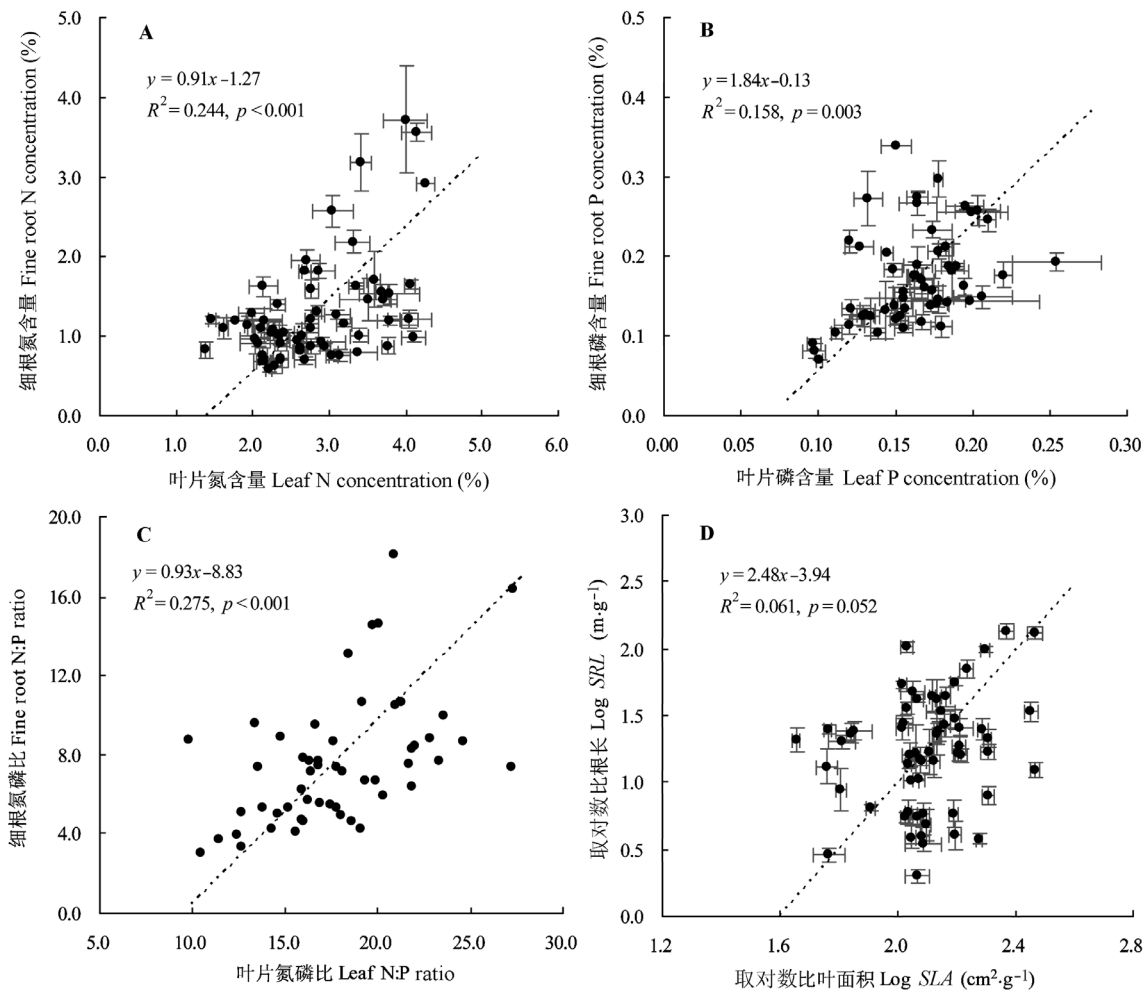 A
y = 0.91x−1.27
R² = 0.244, p < 0.001
5.0
4.0
3.0
2.0
1.0
0.0
0.0 1.0 2.0 3.0 4.0 5.0 6.0
细根氮含量 Fine root N concentration (%)
叶片氮含量 Leaf N concentration (%)
B
y = 1.84x−0.13
R² = 0.158, p = 0.003
0.5
0.4
0.3
0.2
0.1
0.0
0.00 0.05 0.10 0.15 0.20 0.25 0.30
细根磷含量 Fine root P concentration (%)
叶片磷含量 Leaf P concentration (%)
C
y = 0.93x−8.83
R² = 0.275, p < 0.001
20.0
16.0
12.0
8.0
4.0
0.0
5.0 10.0 15.0 20.0 25.0 30.0
细根氮磷比 Fine root N:P ratio
叶片氮磷比 Leaf N:P ratio
D
y = 2.48x−3.94
R² = 0.061, p = 0.052
3.0
2.5
2.0
1.5
1.0
0.5
0.0
1.2 1.6 2.0 2.4 2.8
取对数比根长 Log SRL (m·g⁻¹)
取对数比叶面积 Log SLA (cm²·g⁻¹)